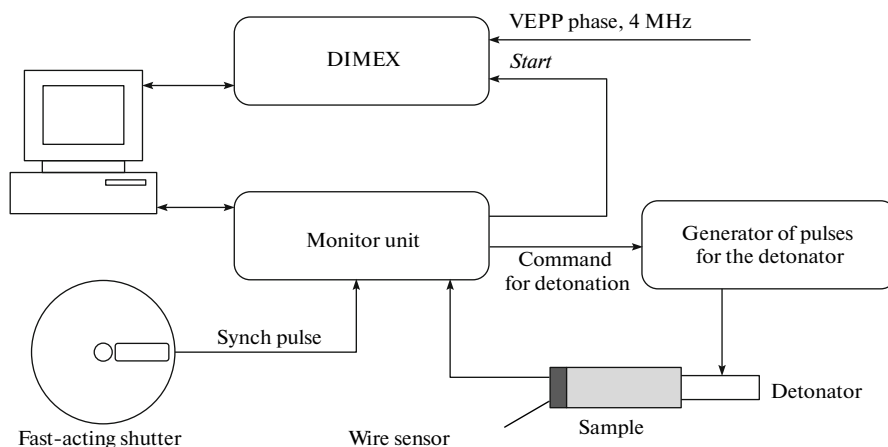 VEPP phase, 4 MHz
DIMEX
Start
Monitor unit
Generator of pulses
for the detonator
Command
for detonation
Synch pulse
Detonator
Sample
Fast-acting shutter
Wire sensor